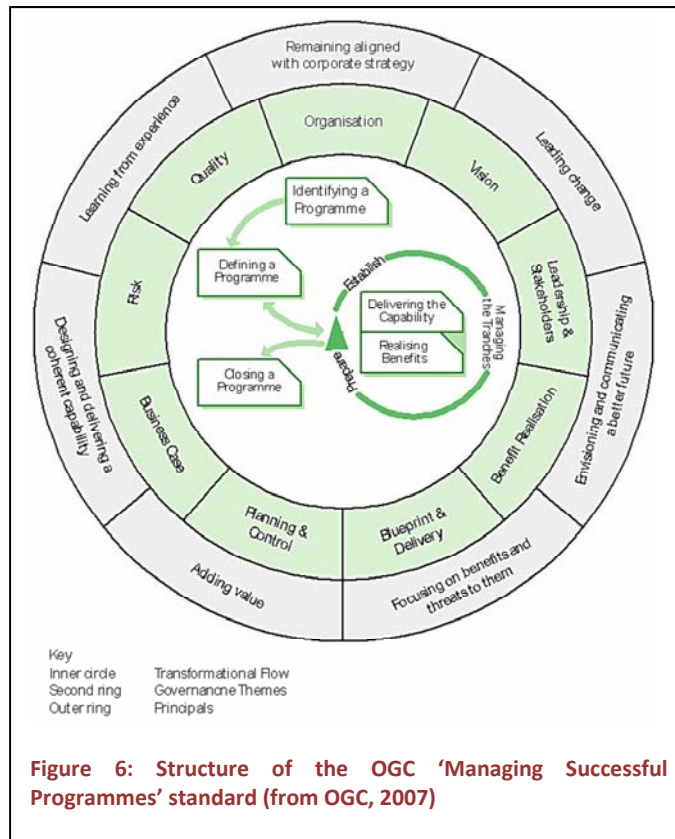 Remaining aligned
with corporate strategy
Leading change
Envisioning and communicating
a better future
Focusing on benefits and
threats to them
Adding value
Designing and delivering a
coherent capability
Learning from experience
Organisation
Vision
Leadership &
Stakeholders
Benefit Realisation
Blueprint &
Delivery
Planning &
Control
Business Case
Risk
Quality
Identifying a
Programme
Defining a
Programme
Closing a
Programme
Establish
Managing
the Tranches
Prepare
Delivering the
Capability
Realising
Benefits
Key
Inner circle Transformational Flow
Second ring Governancne Themes
Outer ring Principals
Figure 6: Structure of the OGC ‘Managing Successful
Programmes’ standard (from OGC, 2007)